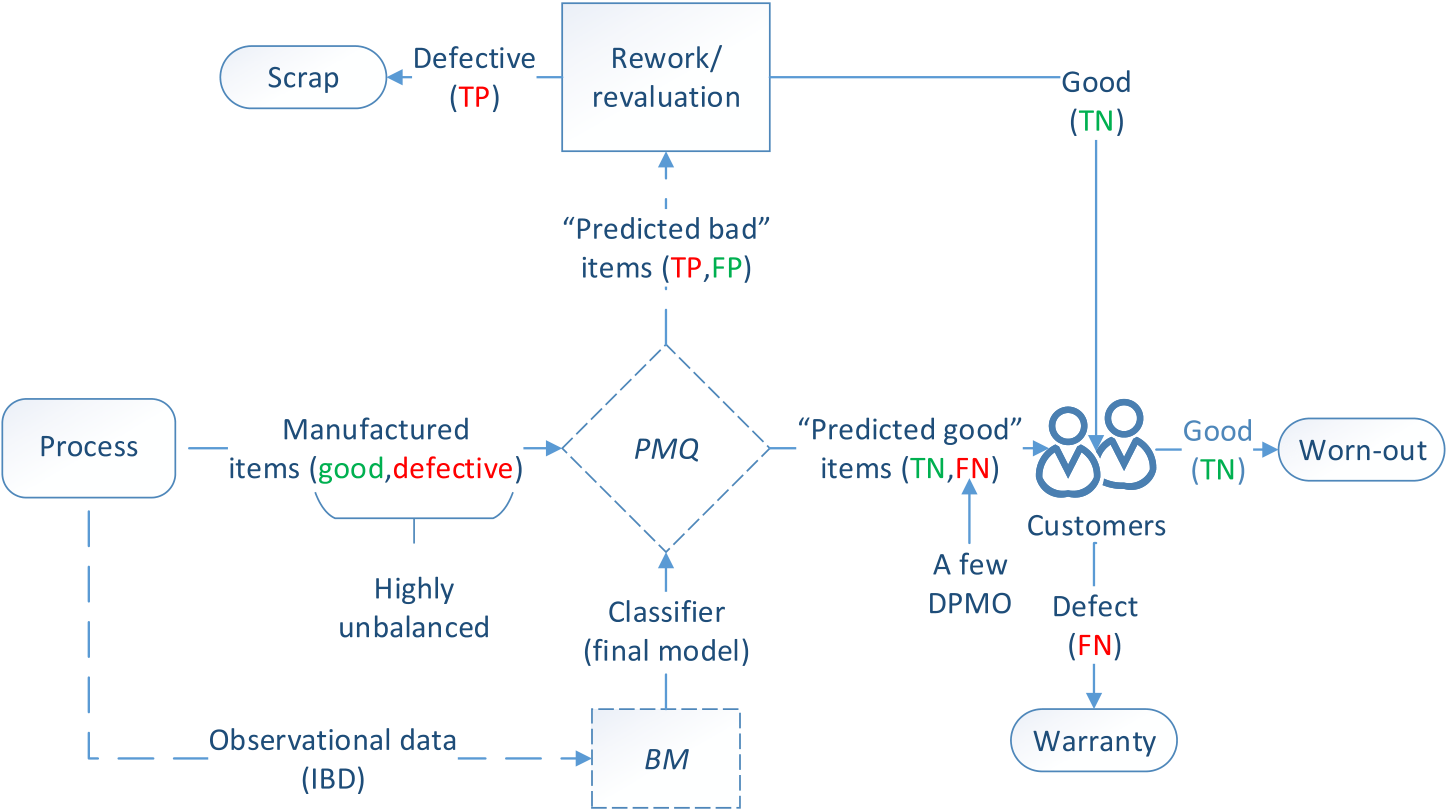 Scrap
Defective
(TP)
Rework/
revaluation
Good
(TN)
“Predicted bad”
items (TP,FP)
Process
Manufactured
items (good,defective)
PMQ
“Predicted good”
items (TN,FN)
Good
(TN)
Worn-out
Customers
Highly
unbalanced
Classifier
(final model)
A few
DPMO
Defect
(FN)
Observational data
(IBD)
BM
Warranty